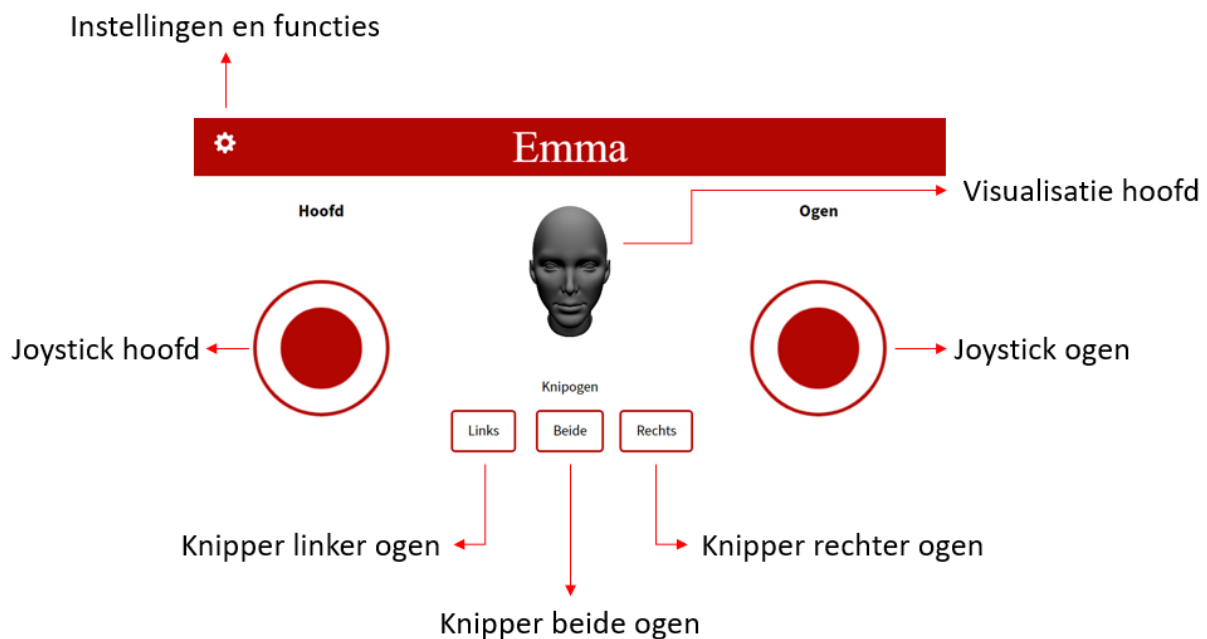 Instellingen en functies
Emma
Visualisatie hoofd
Hoofd
Ogen
Joystick hoofd
Joystick ogen
Knipogen
Links
Beide
Rechts
Knipper linker ogen
Knipper rechter ogen
Knipper beide ogen